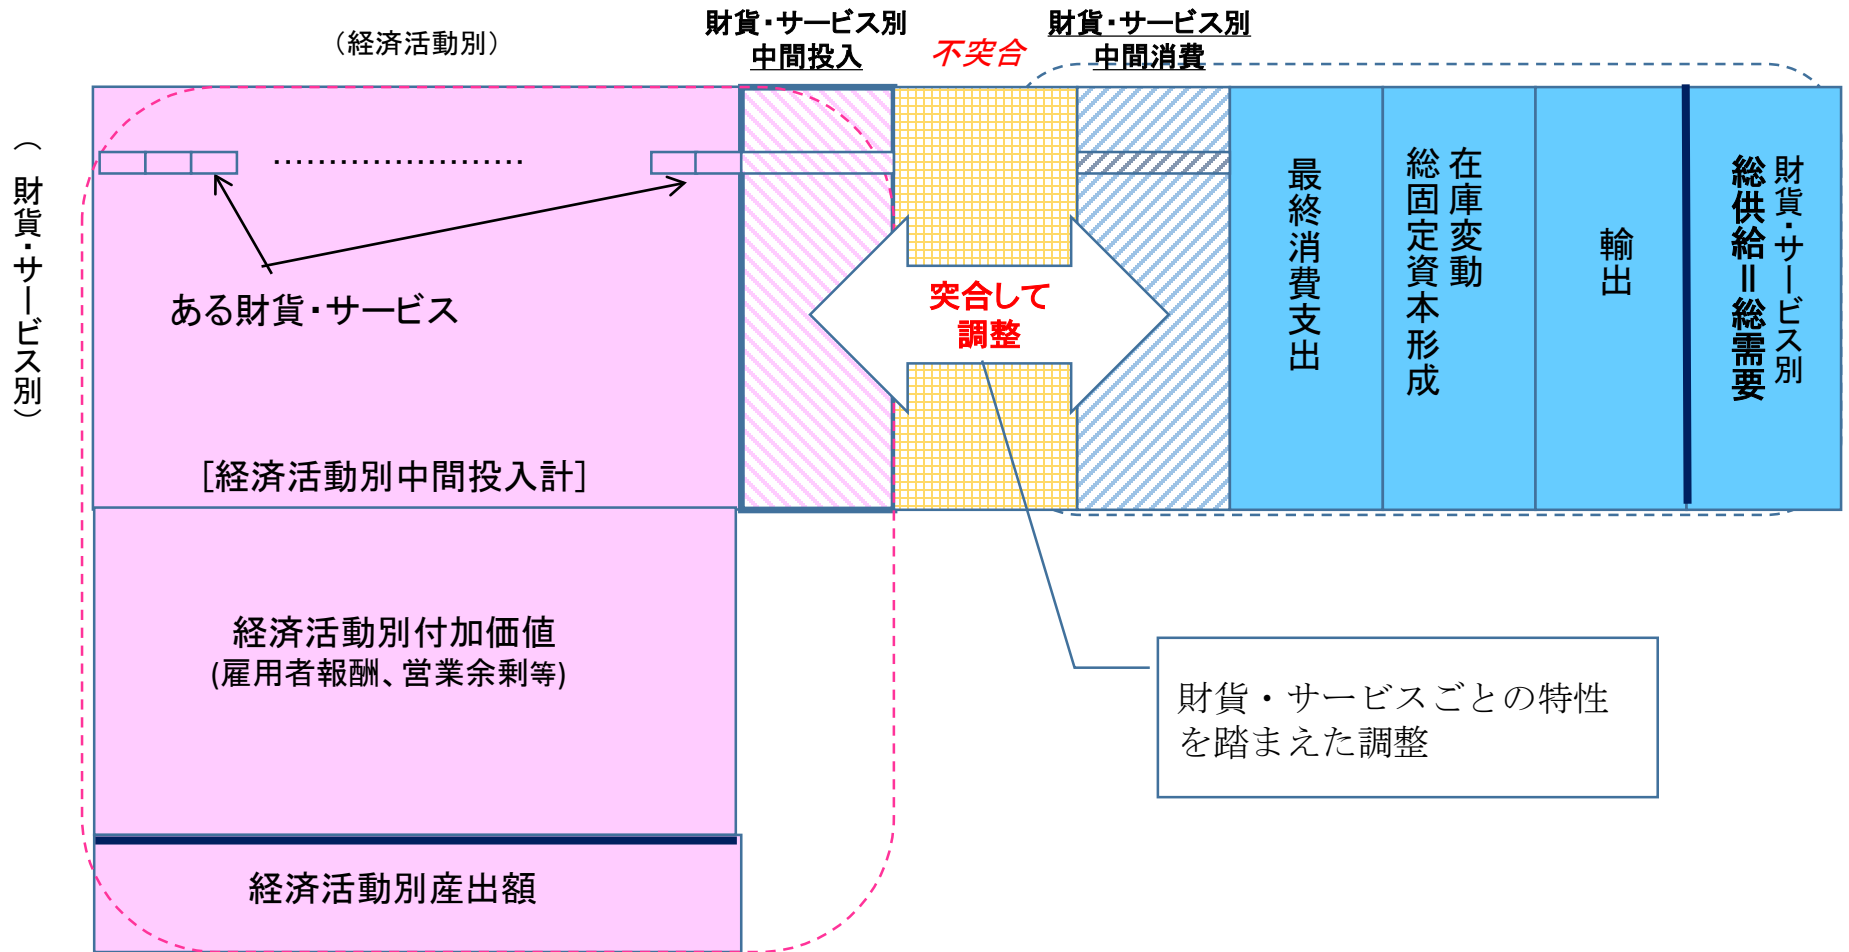 （経済活動別）
財貨・サービス別
中間投入
不突合
財貨・サービス別
中間消費
（財貨・サービス別）
……………………
ある財貨・サービス
［経済活動別中間投入計］
突合して
調整
最終消費支出
在庫変動
総固定資本形成
輸出
財貨・サービス別
総供給＝総需要
経済活動別付加価値
(雇用者報酬、営業余剰等)
財貨・サービスごとの特性
を踏まえた調整
経済活動別産出額